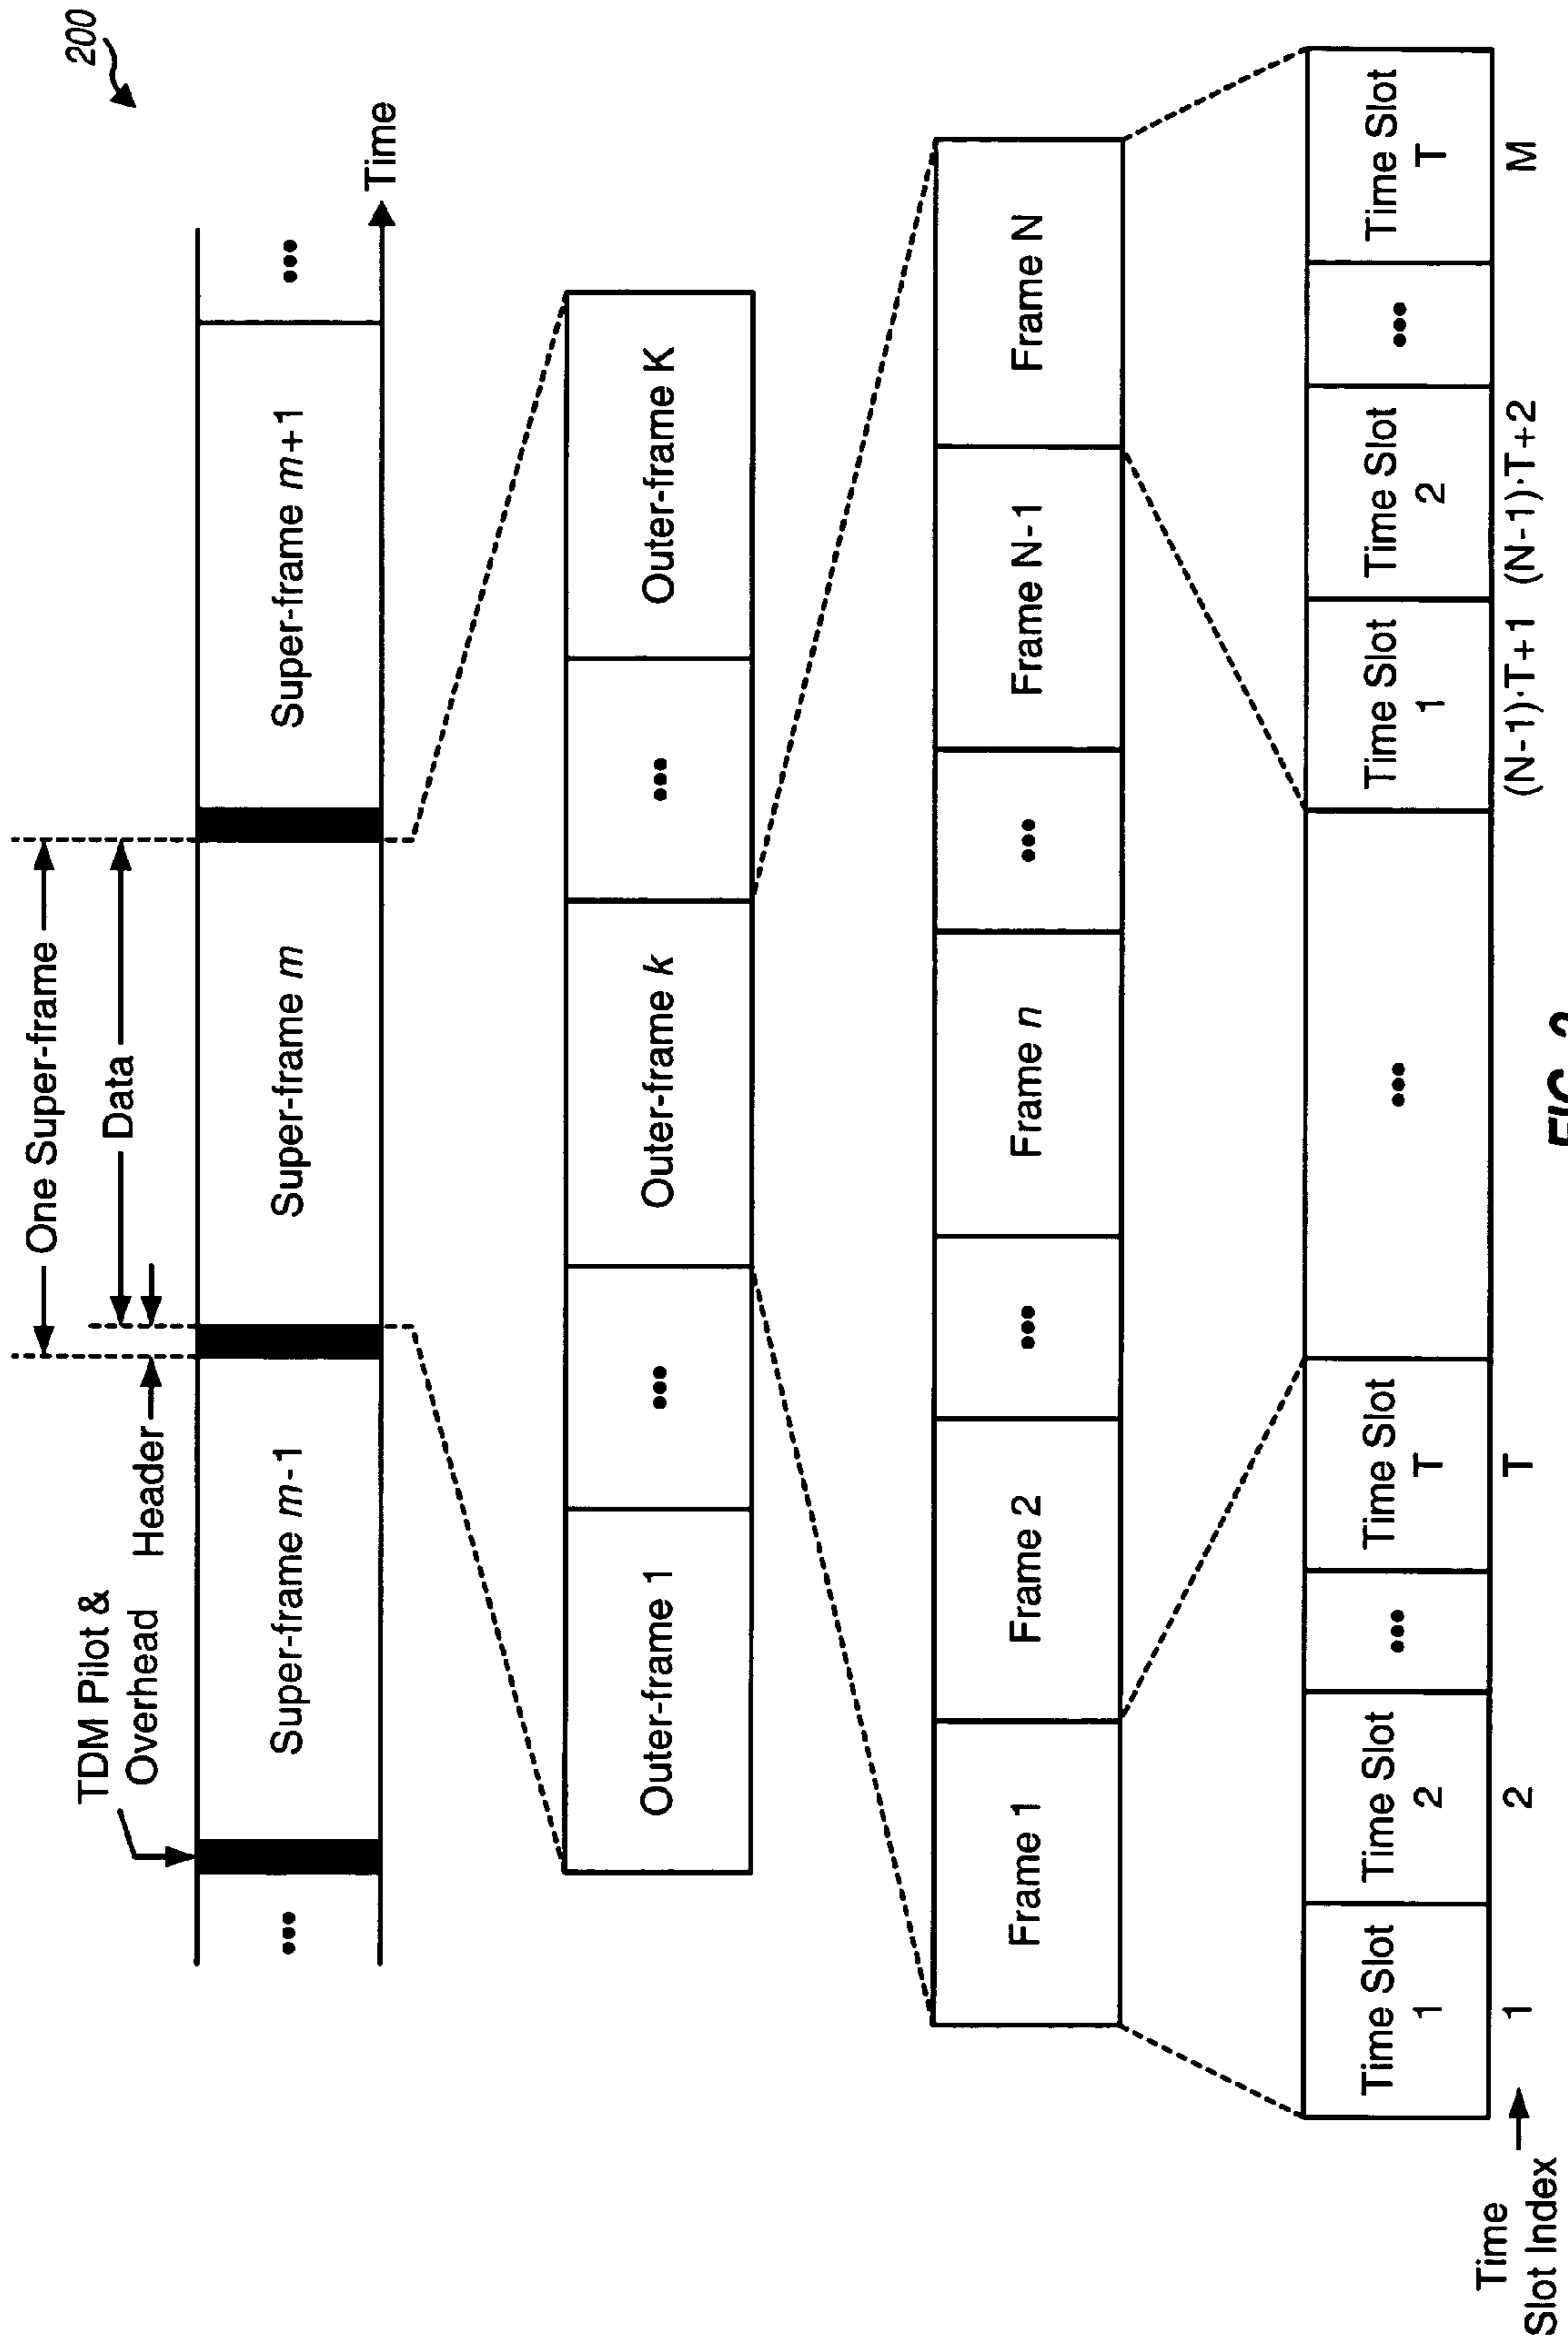 200
One Super-frame
Data
TDM Pilot &
Overhead
Header
••• Super-frame m-1 Super-frame m Super-frame m+1 •••
Time
Outer-frame 1 ••• Outer-frame k ••• Outer-frame K
Frame 1 Frame 2 ••• Frame n ••• Frame N-1 Frame N
Time Slot 1
Time Slot 2
•••
Time Slot T
•••
Time Slot 1
Time Slot 2
•••
Time Slot T
Time
Slot Index
1 2 T (N-1)·T+1 (N-1)·T+2 M